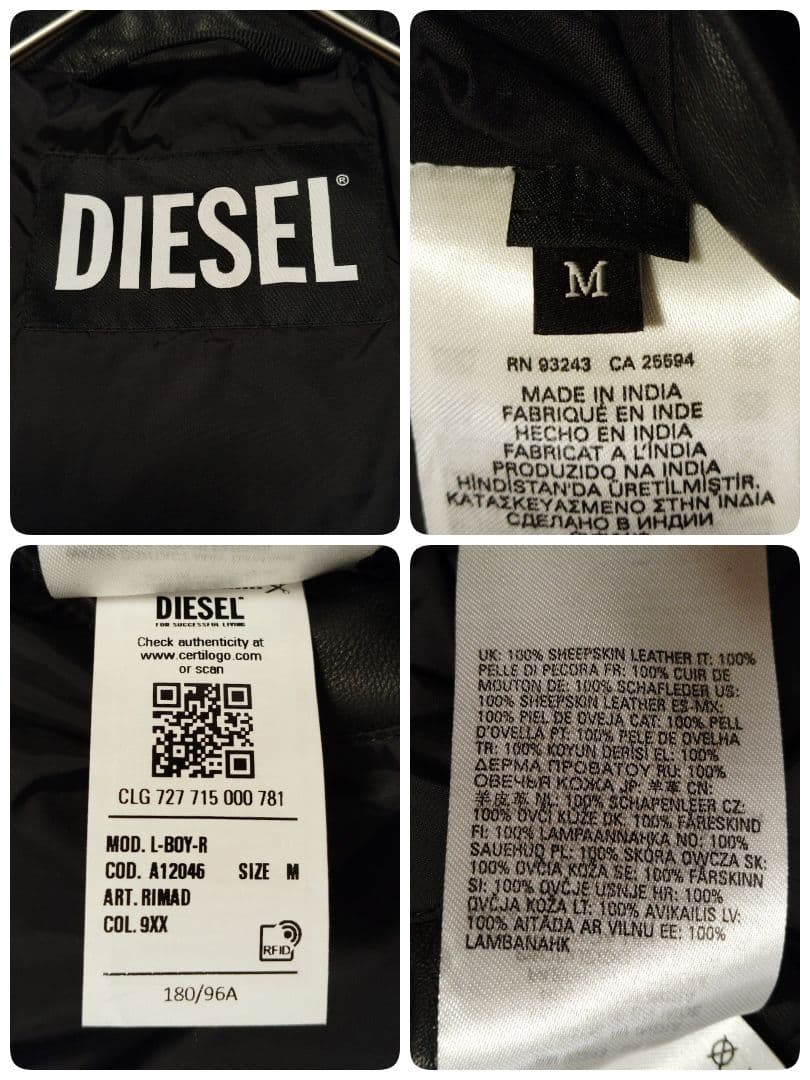 DIESEL®
M
RN 93243 CA 25594
MADE IN INDIA
FABRIQUÉ EN INDE
HECHO EN INDIA
FABRICAT A L'ÍNDIA
PRODUZIDO NA INDIA
HİNDİSTAN'DA ÜRETİLMİŞTİR.
ΚΑΤΑΣΚΕΥΑΣΜΕΝΟ ΣΤΗΝ ΙΝΔΙΑ
СДЕЛАНО В ИНДИИ
DIESEL
FOR SUCCESSFUL LIVING
Check authenticity at
www.certilogo.com
or scan
CLG 727 715 000 781
MOD. L-BOY-R
COD. A12046 SIZE M
ART. RIMAD
COL. 9XX
RFID
180/96A
UK: 100% SHEEPSKIN LEATHER IT: 100%
PELLE DI PECORA FR: 100% CUIR DE
MOUTON DE: 100% SCHAFLEDER US:
100% SHEEPSKIN LEATHER ES-MX:
100% PIEL DE OVEJA CAT: 100% PELL
D'OVELLA PT: 100% PELE DE OVELHA
TR: 100% KOYUN DERİSİ EL: 100%
ΔΕΡΜΑ ΠΡΟΒΑΤΟΥ RU: 100%
ОВЕЧЬЯ КОЖА JP: 羊革 CN:
羊皮革 NL: 100% SCHAPENLEER CZ:
100% OVČÍ KŮŽE DK: 100% FÅRESKIND
FI: 100% LAMPAANNAHKA NO: 100%
SAUEHUD PL: 100% SKÓRA OWCZA SK:
100% OVČIA KOŽA SE: 100% FÅRSKINN
SI: 100% OVČJE USNJE HR: 100%
OVČJA KOŽA LT: 100% AVIKAILIS LV:
100% AITĀDA AR VILNU EE: 100%
LAMBANAHK